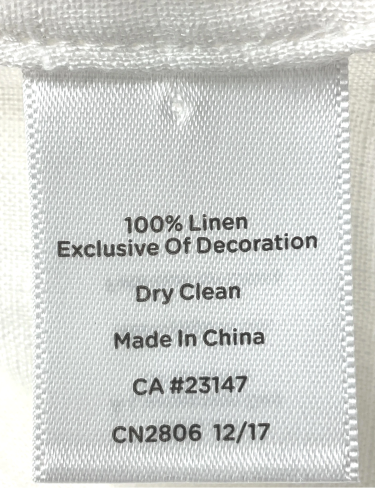 100% Linen
Exclusive Of Decoration
Dry Clean
Made In China
CA #23147
CN2806 12/17